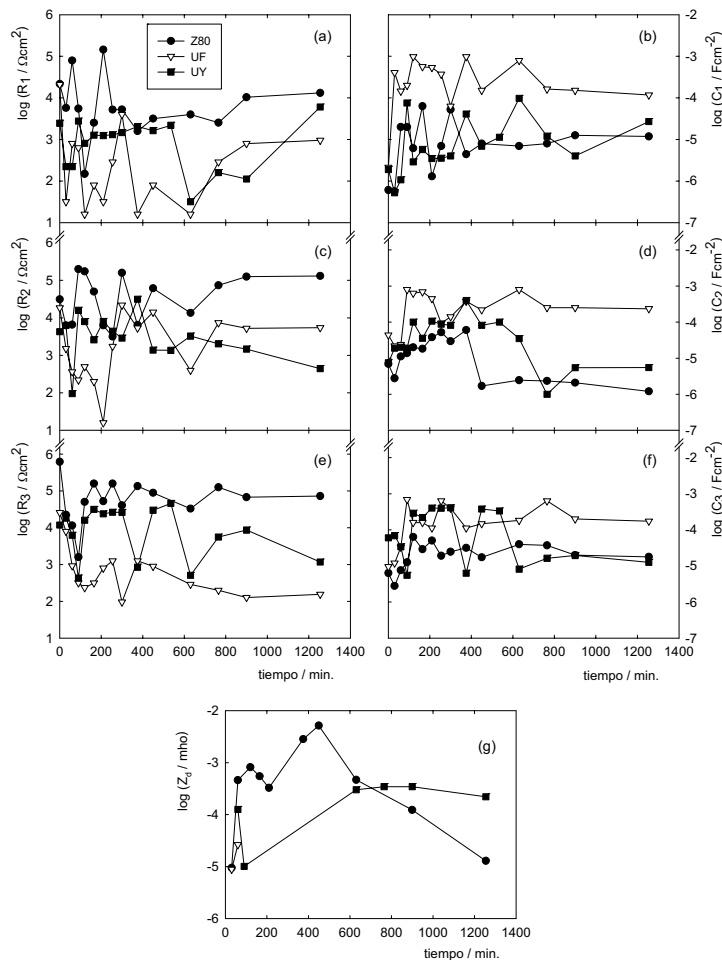 Z80
UF
UY
(a)
log (R1 / Ωcm2)
6
5
4
3
2
1
(b)
log (C1 / Fcm-2)
-1
-2
-3
-4
-5
-6
-7
(c)
log (R2 / Ωcm2)
6
5
4
3
2
1
(d)
log (C2 / Fcm-2)
-2
-3
-4
-5
-6
(e)
log (R3 / Ωcm2)
6
5
4
3
2
1
0 200 400 600 800 1000 1200 1400
tiempo / min.
(f)
log (C3 / Fcm-2)
-2
-3
-4
-5
-6
-7
0 200 400 600 800 1000 1200 1400
tiempo / min.
(g)
log (Zd / mho)
-2
-3
-4
-5
-6
0 200 400 600 800 1000 1200 1400
tiempo / min.